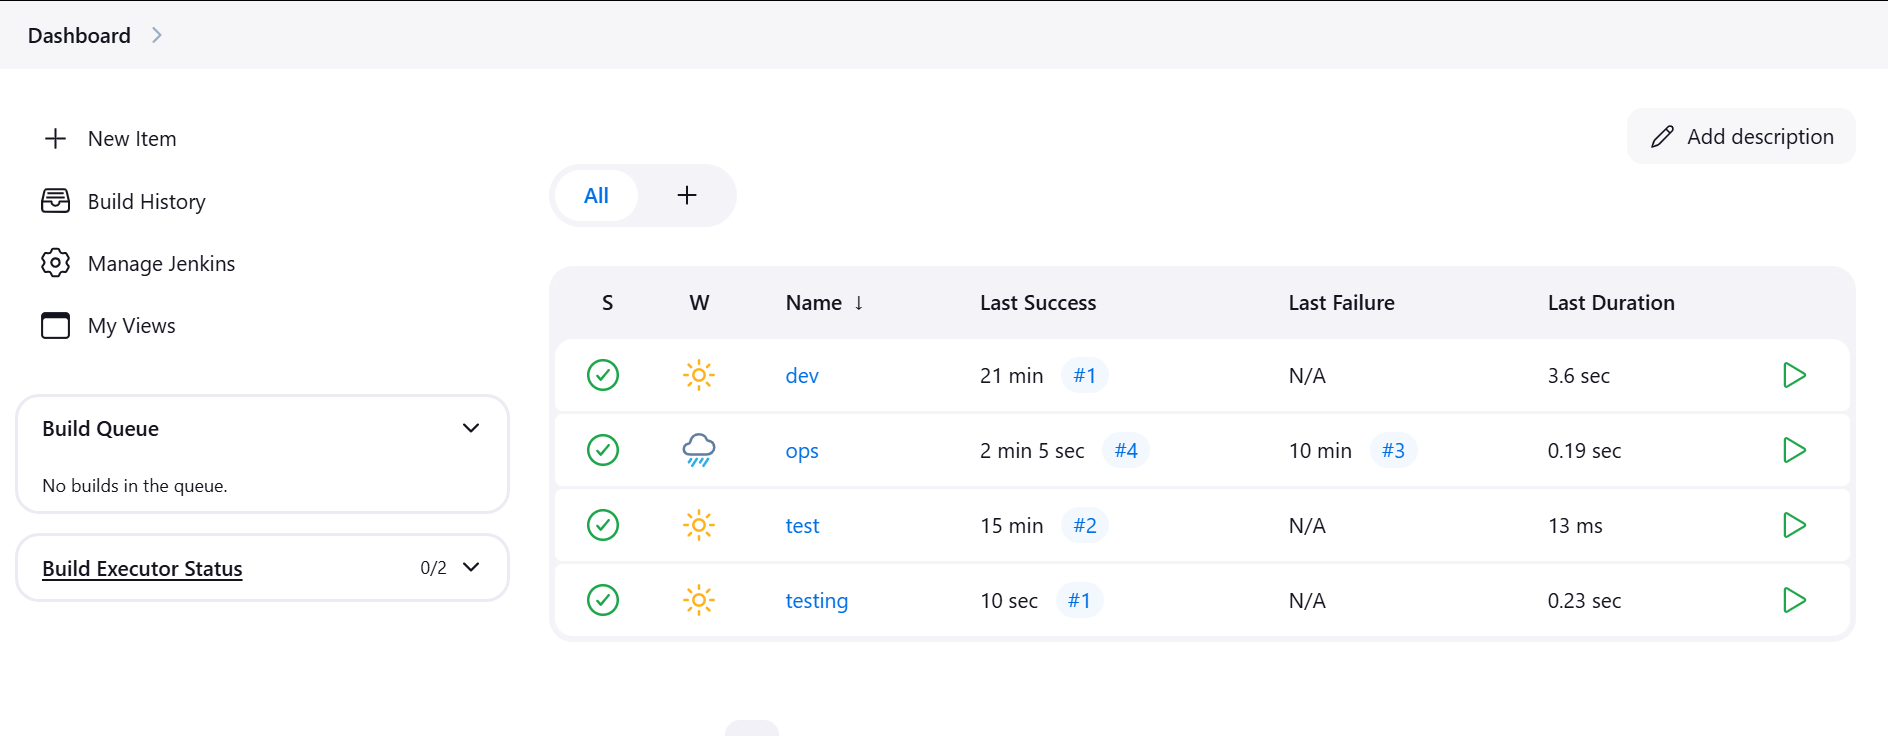 Dashboard
New Item
Build History
Manage Jenkins
My Views
Build Queue
No builds in the queue.
Build Executor Status 0/2
Add description
All
S W Name ↓ Last Success Last Failure Last Duration
dev 21 min #1 N/A 3.6 sec
ops 2 min 5 sec #4 10 min #3 0.19 sec
test 15 min #2 N/A 13 ms
testing 10 sec #1 N/A 0.23 sec